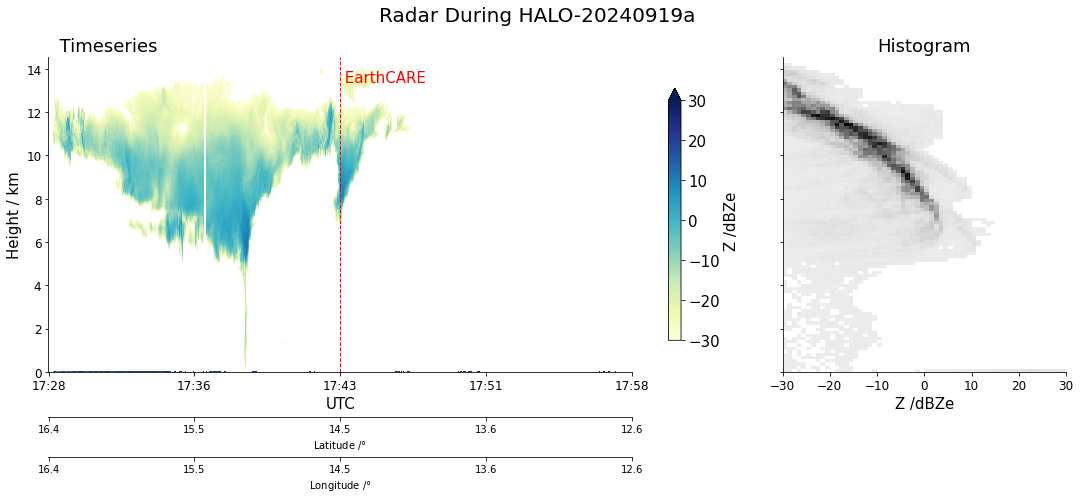 Radar During HALO-20240919a
Timeseries
Histogram
EarthCARE
Height / km
14
12
10
8
6
4
2
0
17:28 17:36 17:43 17:51 17:58
UTC
16.4 15.5 14.5 13.6 12.6
Latitude /°
16.4 15.5 14.5 13.6 12.6
Longitude /°
30
20
10
0
−10
−20
−30
Z /dBZe
−30 −20 −10 0 10 20 30
Z /dBZe